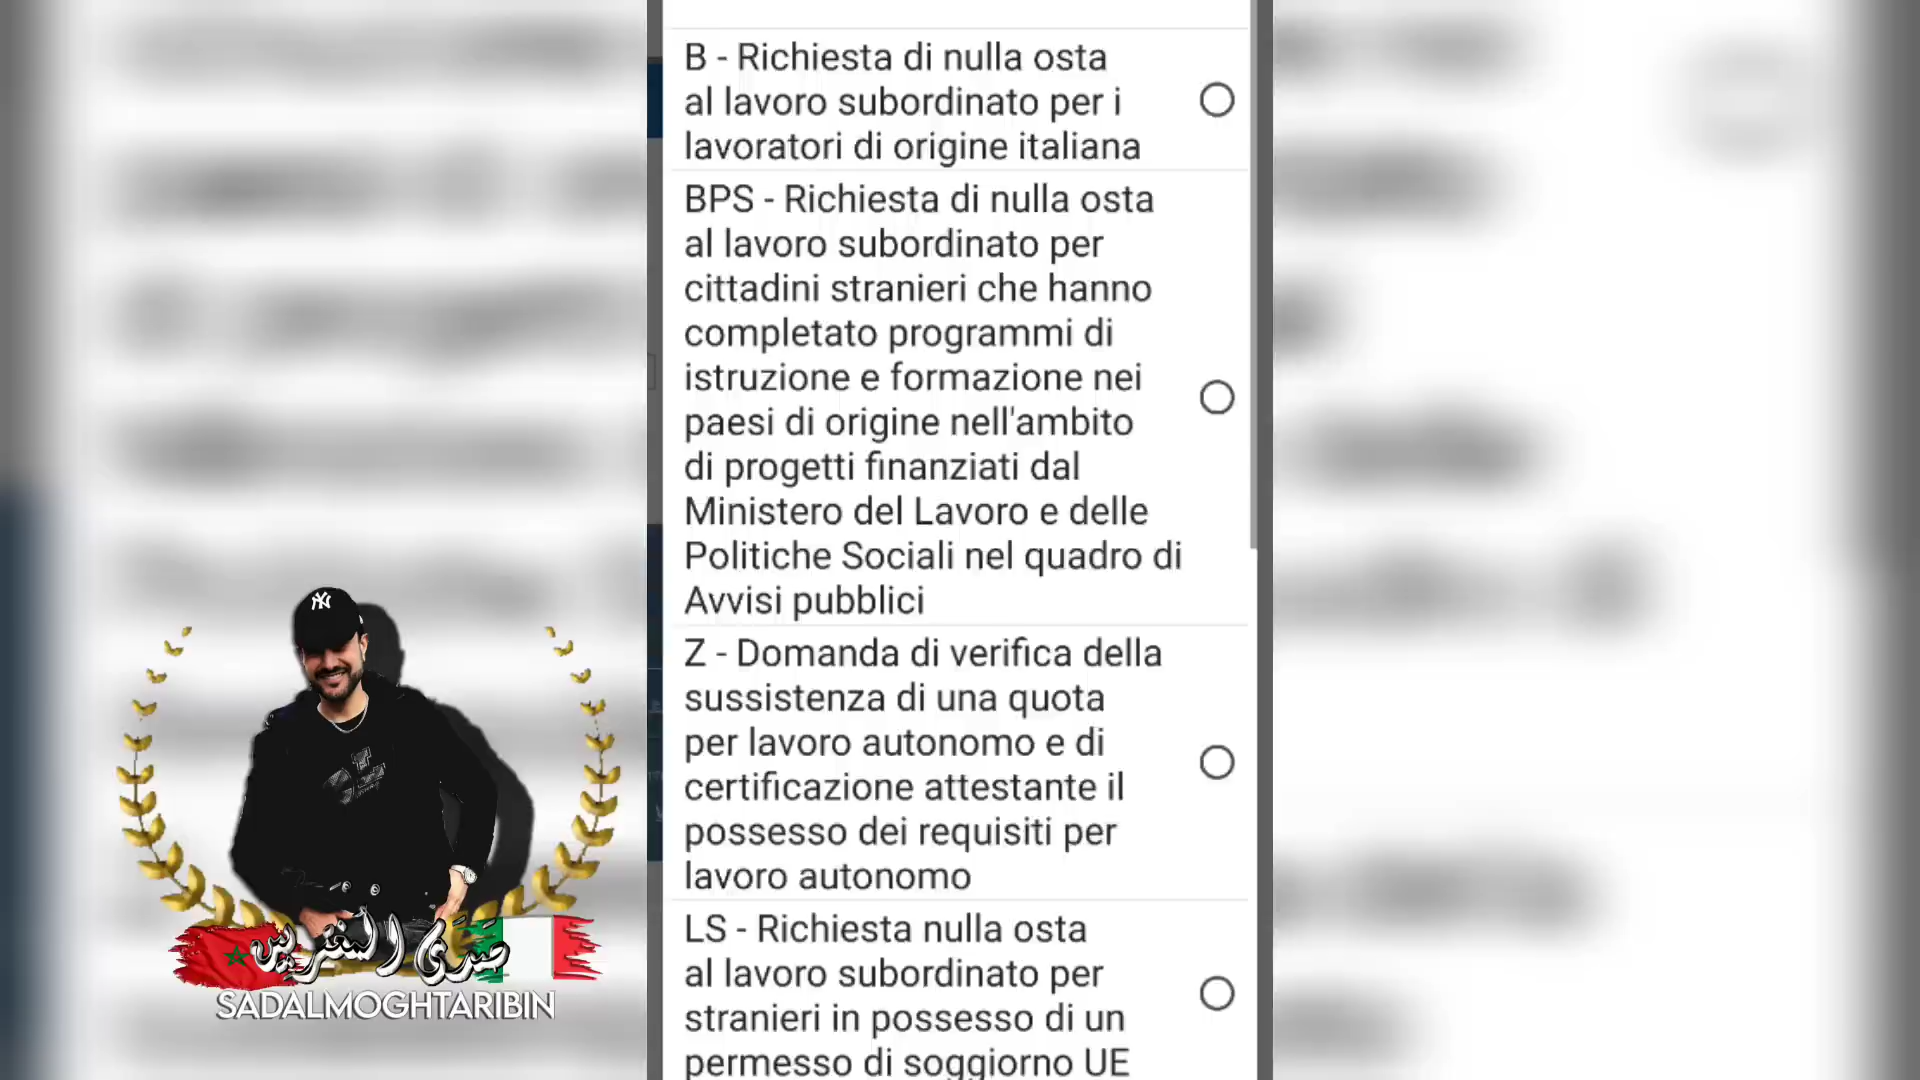 B - Richiesta di nulla osta
al lavoro subordinato per i
lavoratori di origine italiana
BPS - Richiesta di nulla osta
al lavoro subordinato per
cittadini stranieri che hanno
completato programmi di
istruzione e formazione nei
paesi di origine nell'ambito
di progetti finanziati dal
Ministero del Lavoro e delle
Politiche Sociali nel quadro di
Avvisi pubblici
Z - Domanda di verifica della
sussistenza di una quota
per lavoro autonomo e di
certificazione attestante il
possesso dei requisiti per
lavoro autonomo
LS - Richiesta nulla osta
al lavoro subordinato per
stranieri in possesso di un
permesso di soggiorno UE
NY
صَدَى المغتربين
SADALMOGHTARIBIN